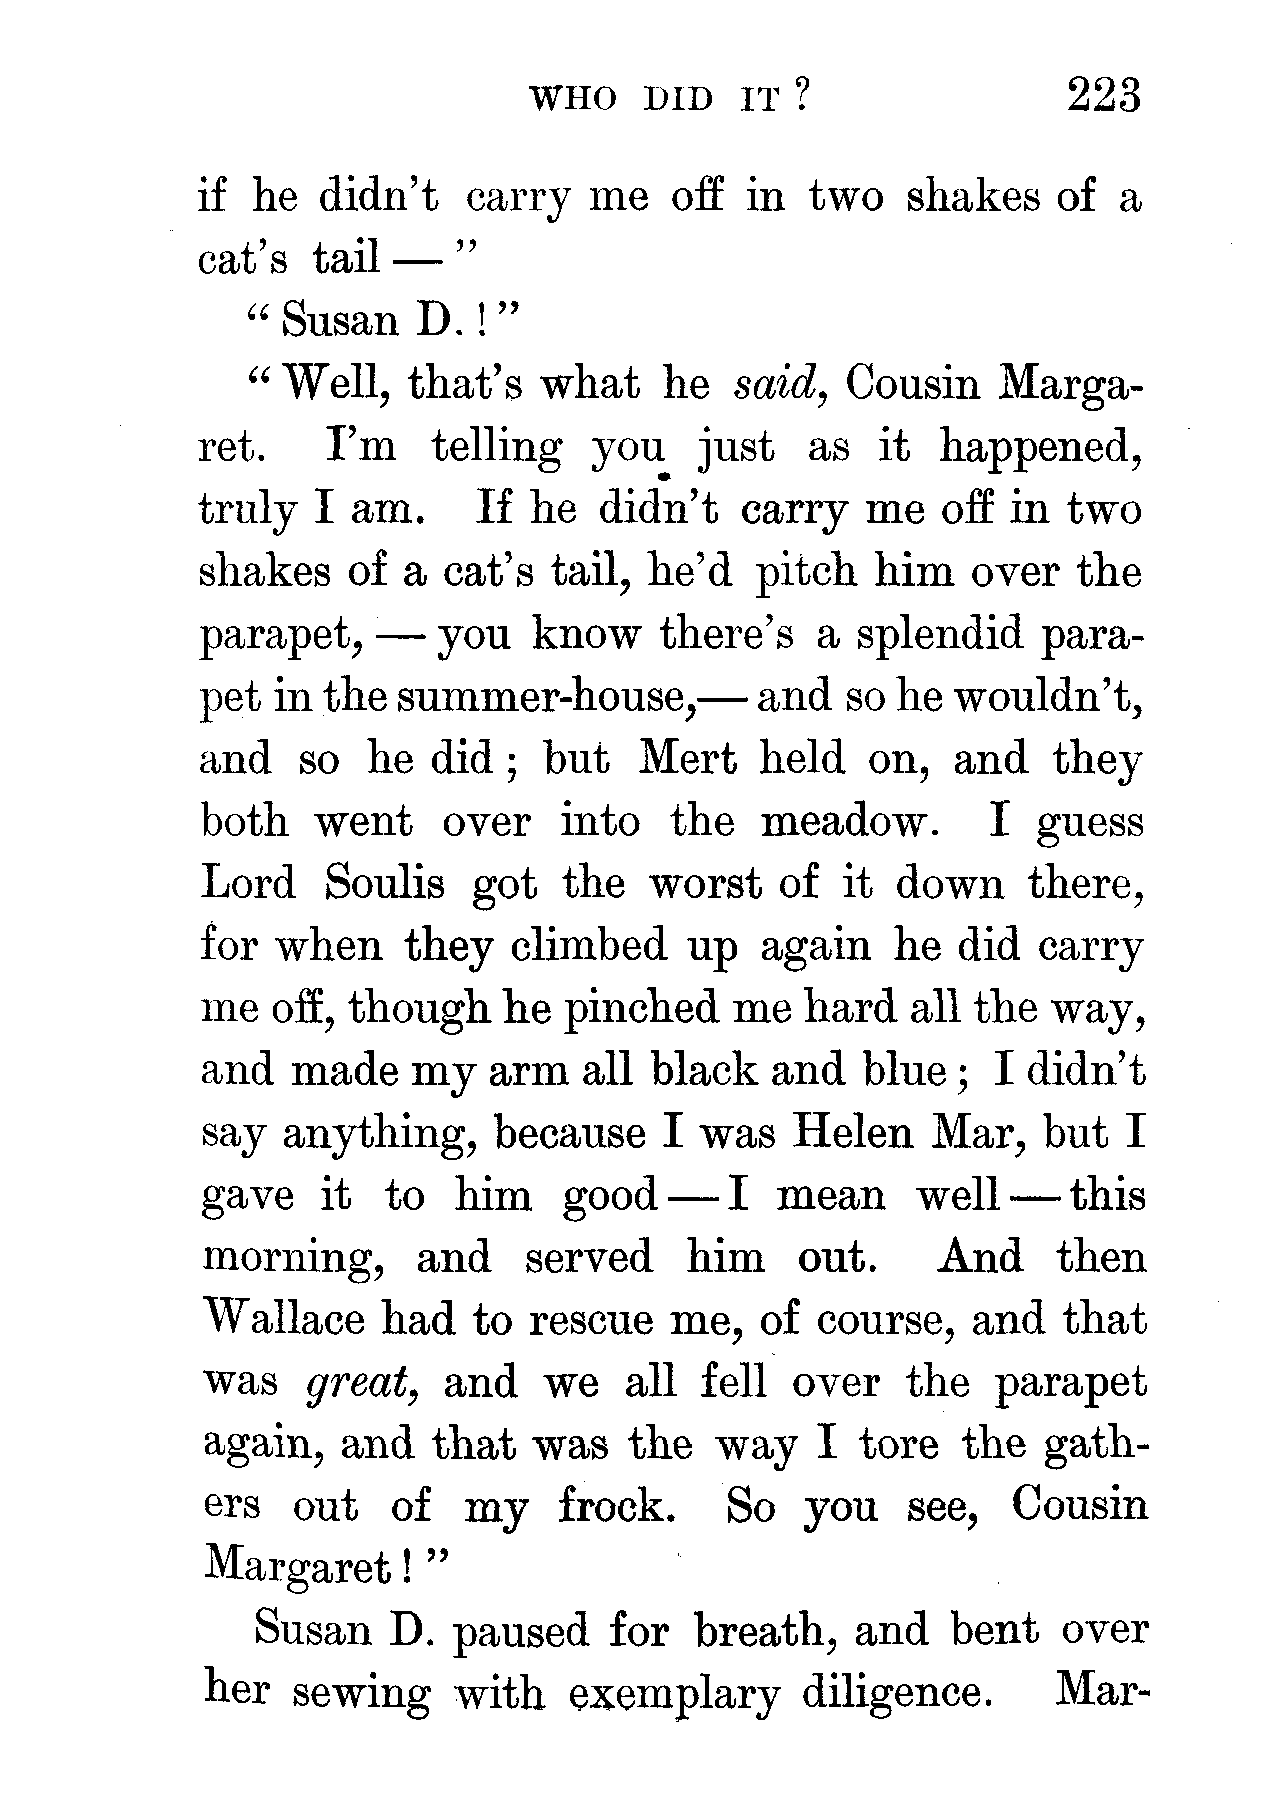 WHO DID IT? 223
if he didn't carry me off in two shakes of a
cat's tail — "
" Susan D. ! "
" Well, that's what he said, Cousin Marga-
ret. I'm telling you just as it happened,
truly I am. If he didn't carry me off in two
shakes of a cat's tail, he'd pitch him over the
parapet, — you know there's a splendid para-
pet in the summer-house,— and so he wouldn't,
and so he did ; but Mert held on, and they
both went over into the meadow. I guess
Lord Soulis got the worst of it down there,
for when they climbed up again he did carry
me off, though he pinched me hard all the way,
and made my arm all black and blue ; I didn't
say anything, because I was Helen Mar, but I
gave it to him good — I mean well — this
morning, and served him out. And then
Wallace had to rescue me, of course, and that
was great, and we all fell over the parapet
again, and that was the way I tore the gath-
ers out of my frock. So you see, Cousin
Margaret ! "
Susan D. paused for breath, and bent over
her sewing with exemplary diligence. Mar-